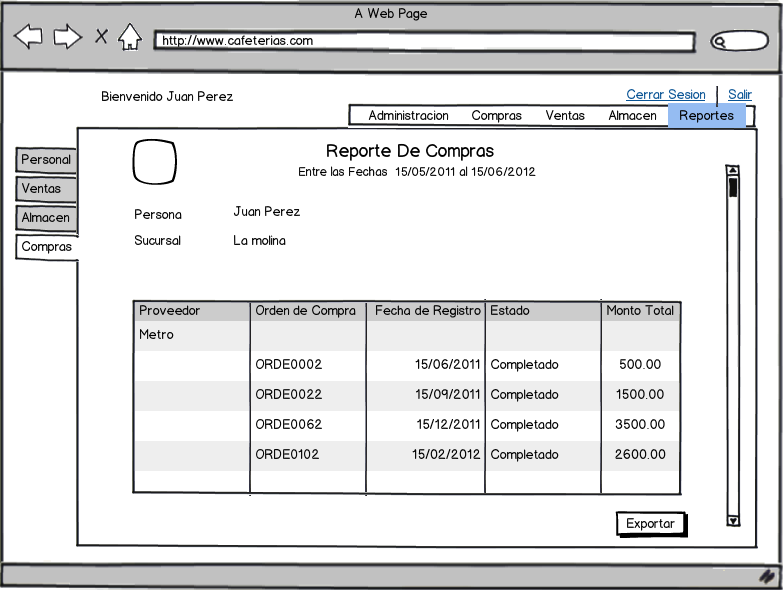 A Web Page
X
http://www.cafeterias.com
Bienvenido Juan Perez
Cerrar Sesion | Salir
Administracion Compras Ventas Almacen Reportes
Personal
Ventas
Almacen
Compras
Reporte De Compras
Entre las Fechas 15/05/2011 al 15/06/2012
Persona Juan Perez
Sucursal La molina
Proveedor Orden de Compra Fecha de Registro Estado Monto Total
Metro
ORDE0002 15/06/2011 Completado 500.00
ORDE0022 15/09/2011 Completado 1500.00
ORDE0062 15/12/2011 Completado 3500.00
ORDE0102 15/02/2012 Completado 2600.00
Exportar